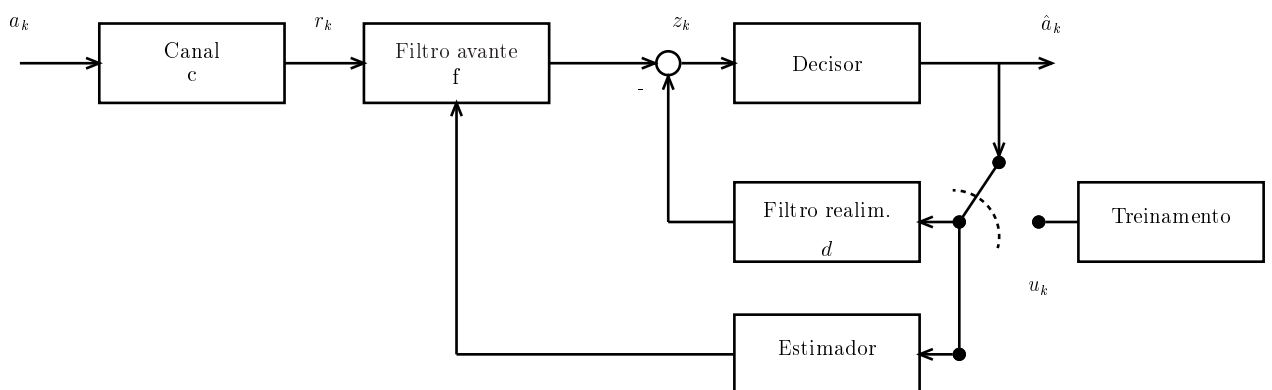 a_k
r_k
z_k
â_k
Canal
c
Filtro avante
f
Decisor
-
Filtro realim.
d
Treinamento
u_k
Estimador